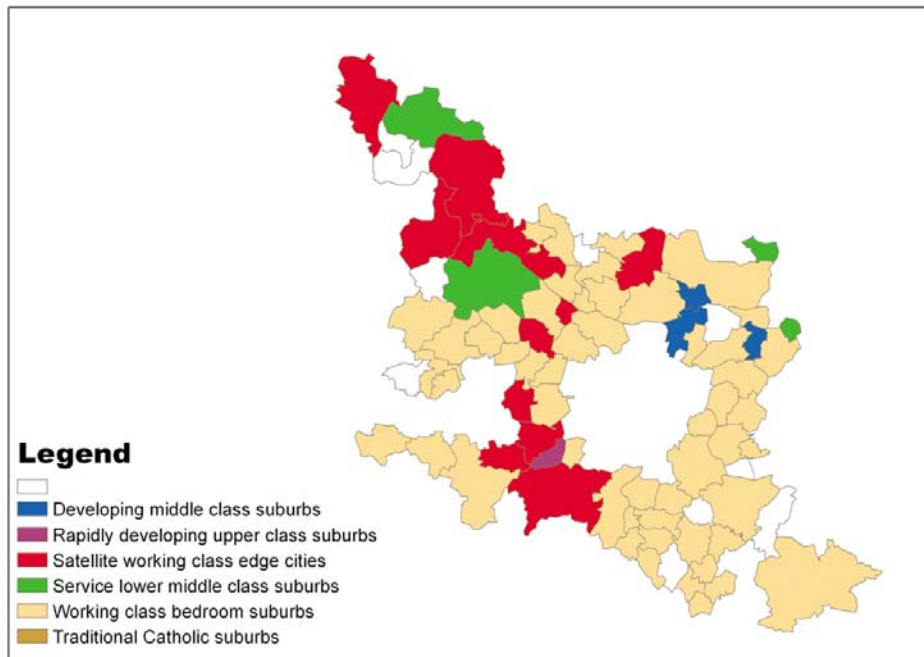 Legend
Developing middle class suburbs
Rapidly developing upper class suburbs
Satellite working class edge cities
Service lower middle class suburbs
Working class bedroom suburbs
Traditional Catholic suburbs